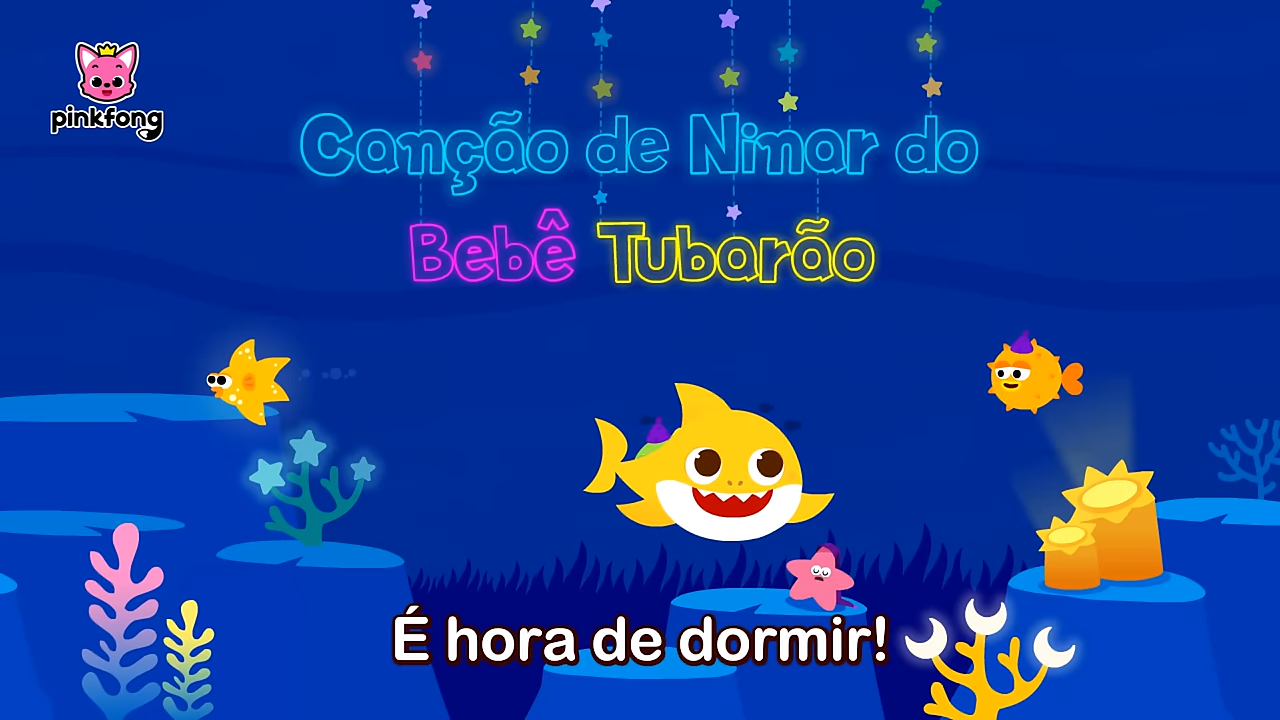 pinkfong
Canção de Ninar do
Bebê Tubarão
É hora de dormir!